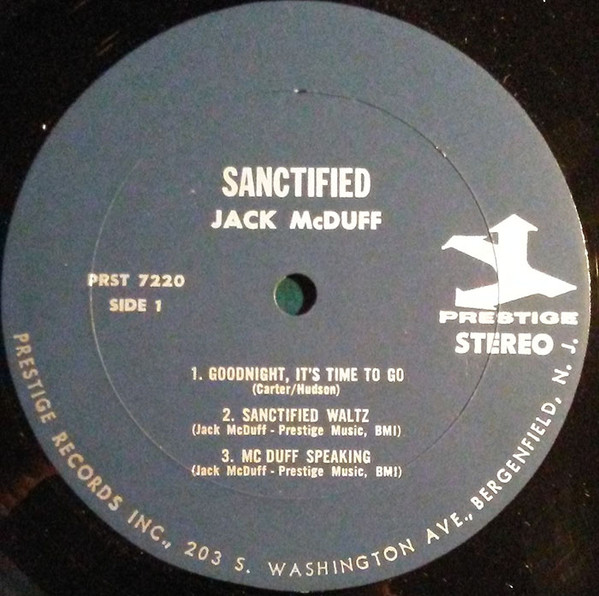 SANCTIFIED
JACK McDUFF
PRST 7220
SIDE 1
PRESTIGE
STEREO
1. GOODNIGHT, IT'S TIME TO GO
(Carter/Hudson)
2. SANCTIFIED WALTZ
(Jack McDuff - Prestige Music, BMI)
3. MC DUFF SPEAKING
(Jack McDuff - Prestige Music, BMI)
PRESTIGE RECORDS INC., 203 S. WASHINGTON AVE., BERGENFIELD, N. J.